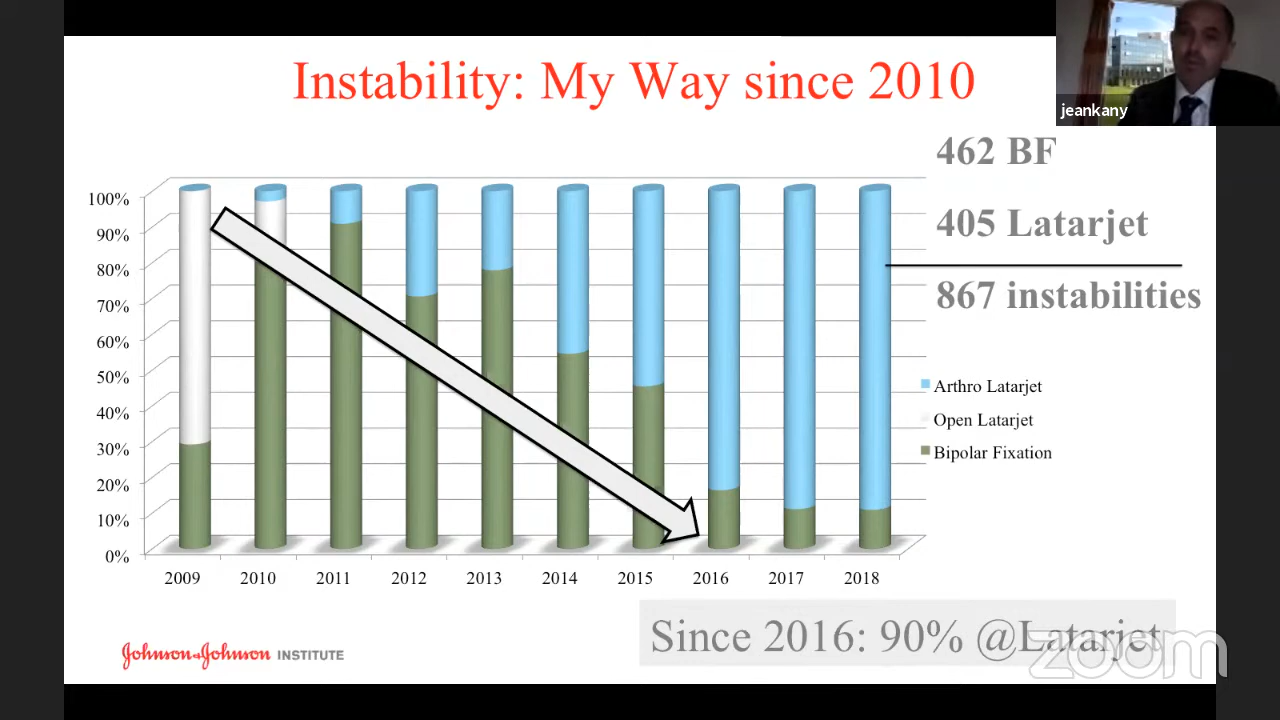 Instability: My Way since 2010
jeankany
462 BF
405 Latarjet
867 instabilities
100%
90%
80%
70%
60%
50%
40%
30%
20%
10%
0%
2009 2010 2011 2012 2013 2014 2015 2016 2017 2018
Arthro Latarjet
Open Latarjet
Bipolar Fixation
Since 2016: 90% @Latarjet
Johnson & Johnson INSTITUTE
zoom